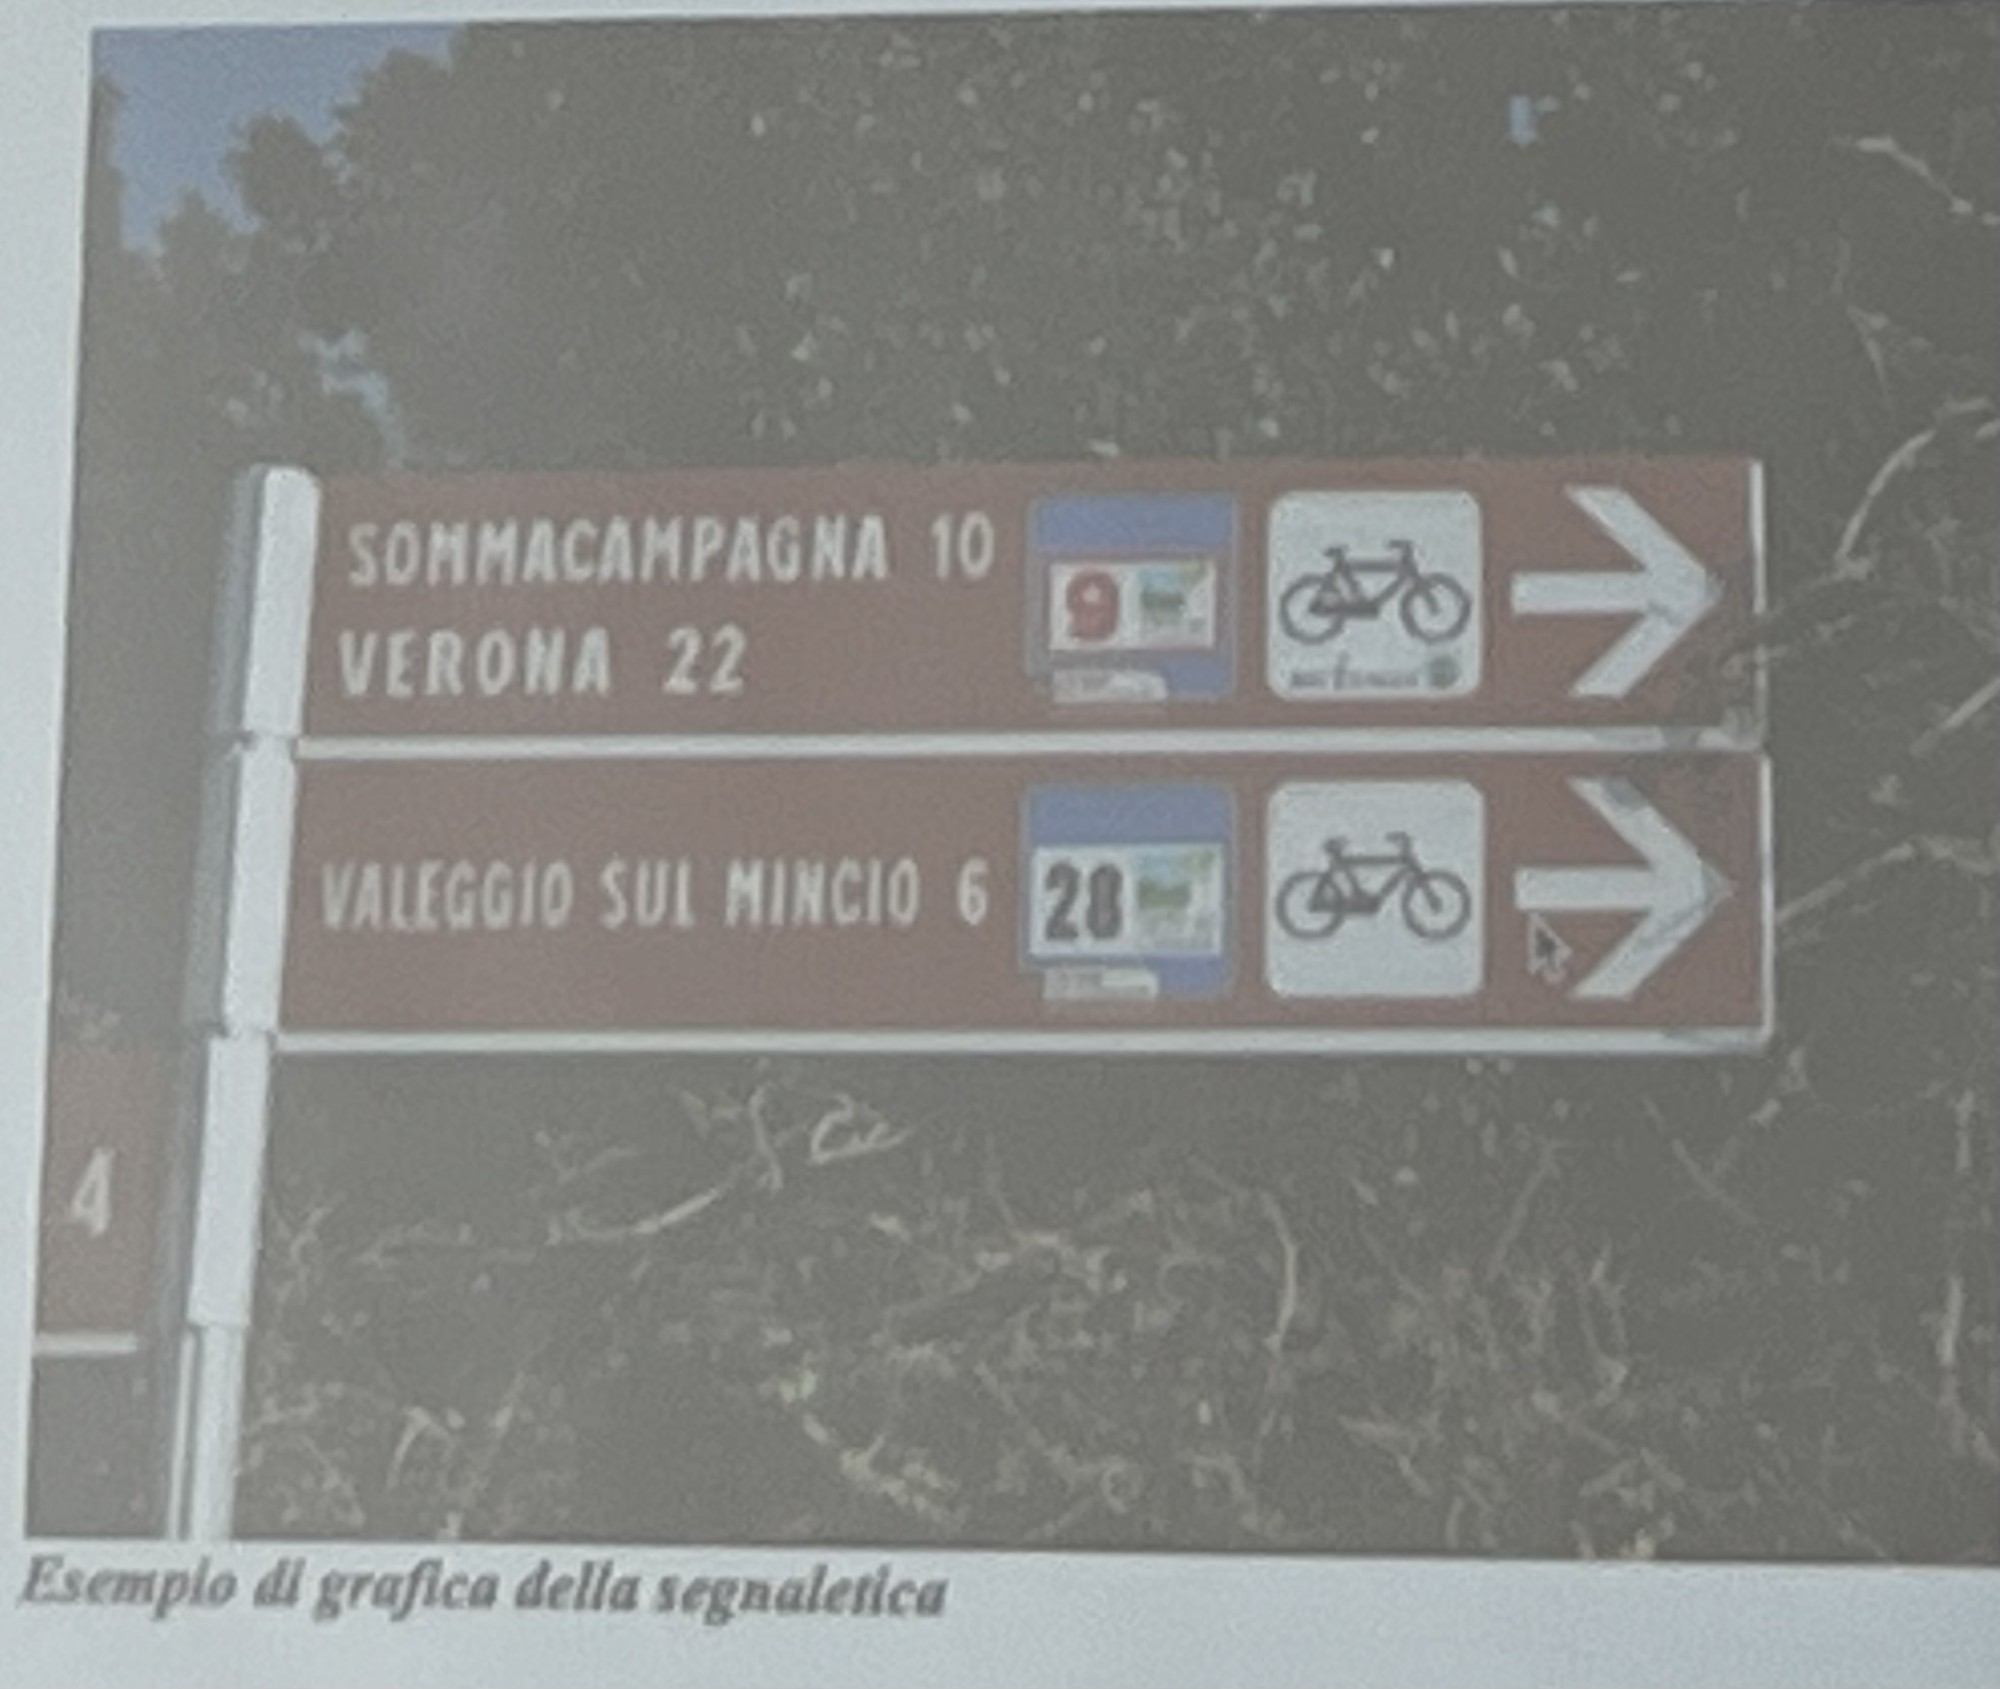 SOMMACAMPAGNA 10
VERONA 22
9
VALEGGIO SUL MINCIO 6
28
4
Esempio di grafica della segnaletica